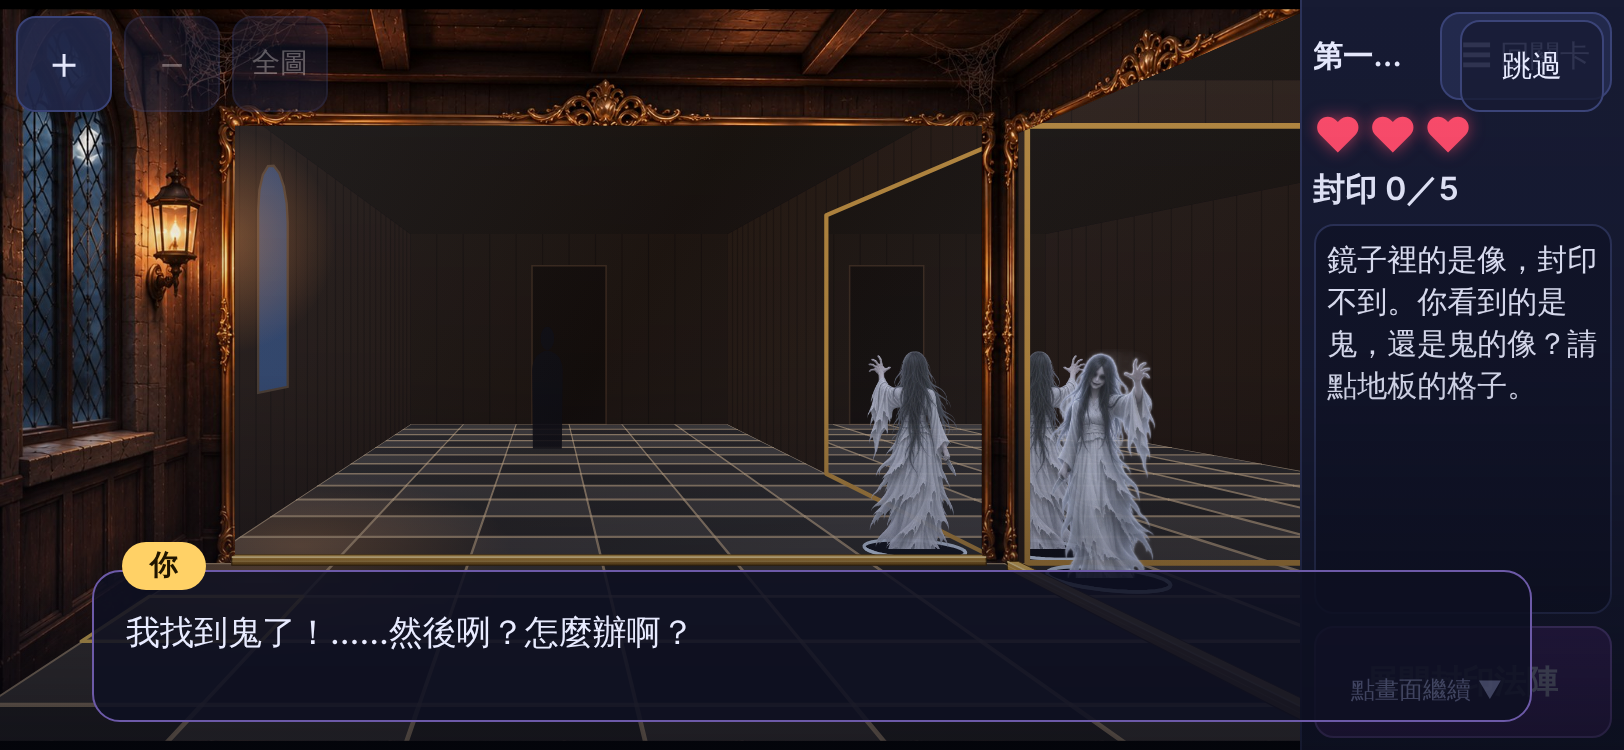 +
−
全圖
第一…
跳過
封印 0／5
鏡子裡的是像，封印
不到。你看到的是
鬼，還是鬼的像？請
點地板的格子。
你
我找到鬼了！……然後咧？怎麼辦啊？
點畫面繼續 ▼
陣